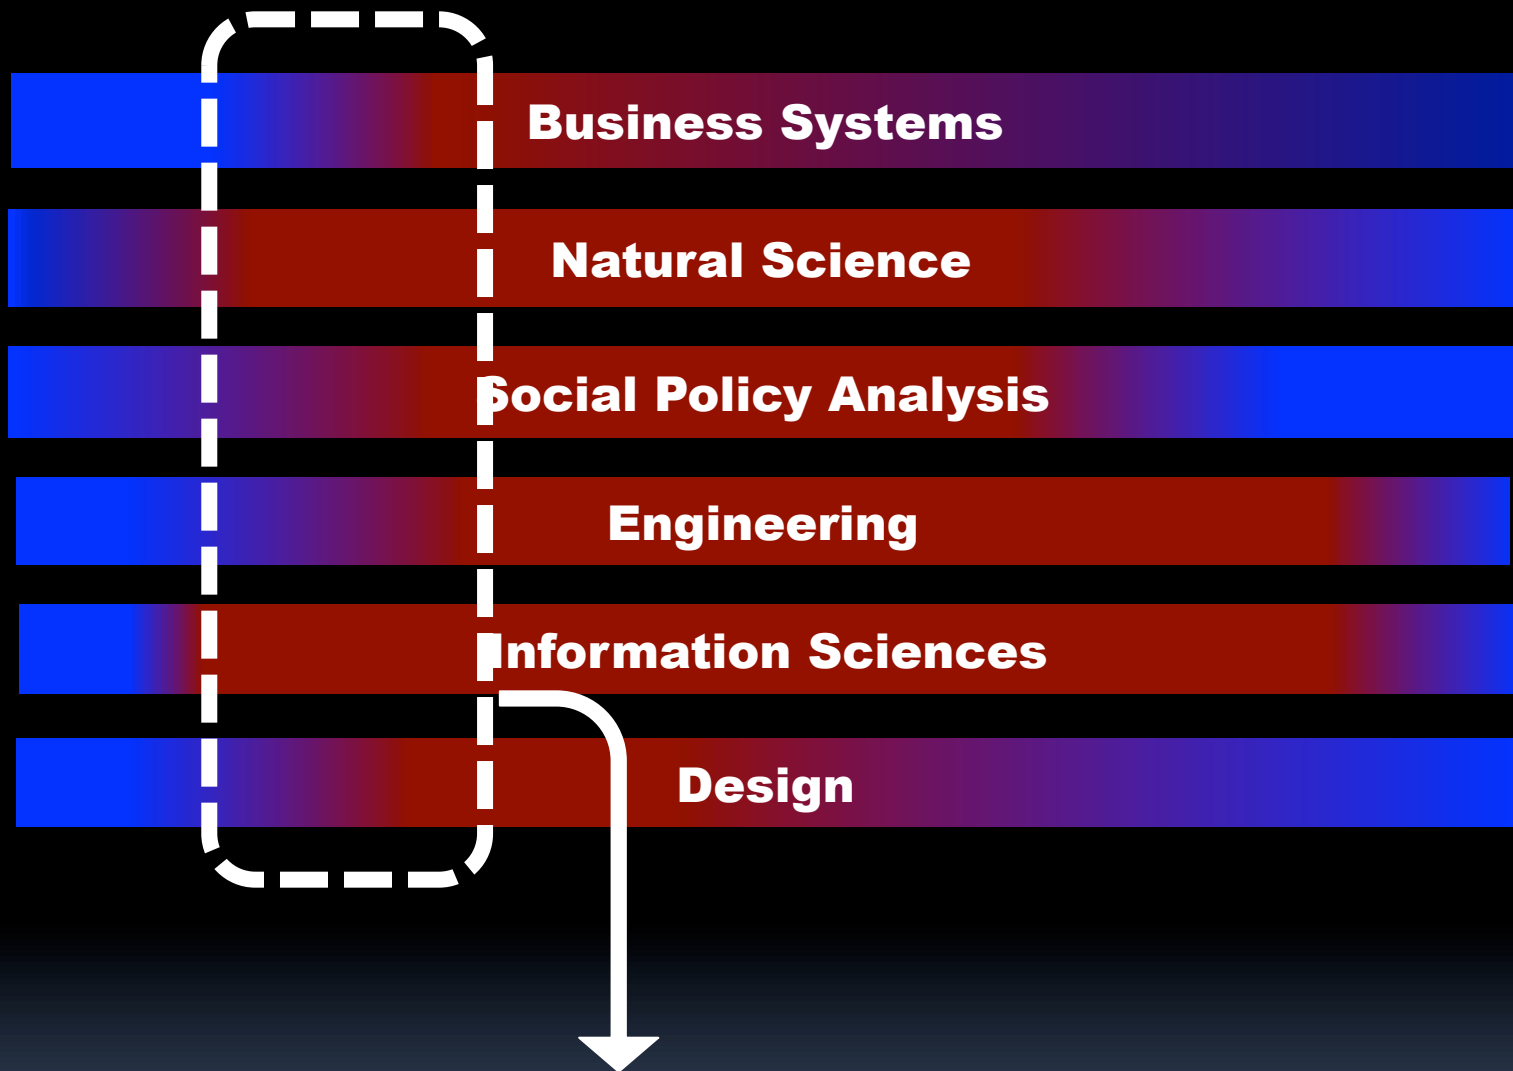 Business Systems
Natural Science
Social Policy Analysis
Engineering
Information Sciences
Design